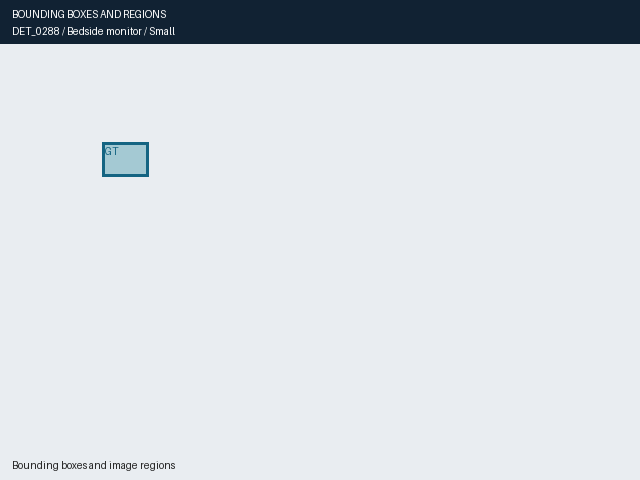 BOUNDING BOXES AND REGIONS
DET_0288 / Bedside monitor / Small
GT
Bounding boxes and image regions